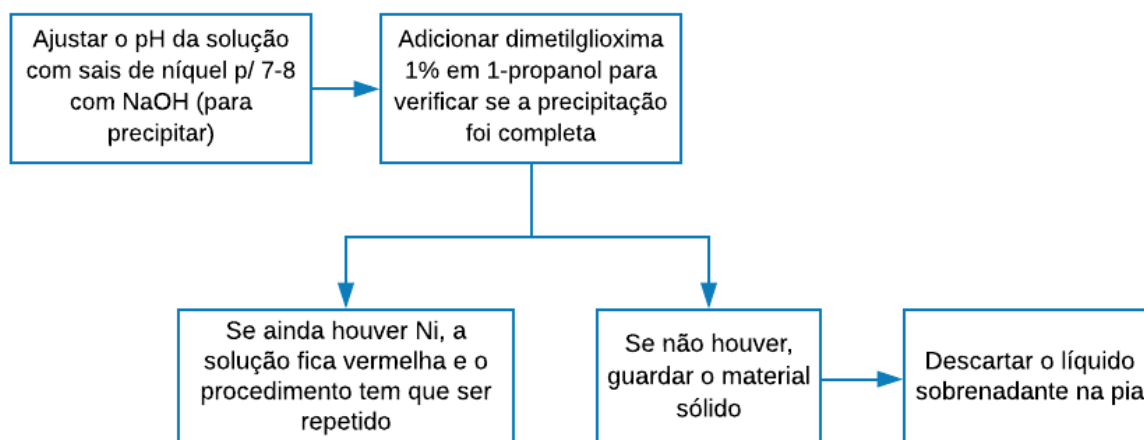 Ajustar o pH da solução
com sais de níquel p/ 7-8
com NaOH (para
precipitar)
Adicionar dimetilglioxima
1% em 1-propanol para
verificar se a precipitação
foi completa
Se ainda houver Ni, a
solução fica vermelha e o
procedimento tem que ser
repetido
Se não houver,
guardar o material
sólido
Descartar o líquido
sobrenadante na pia